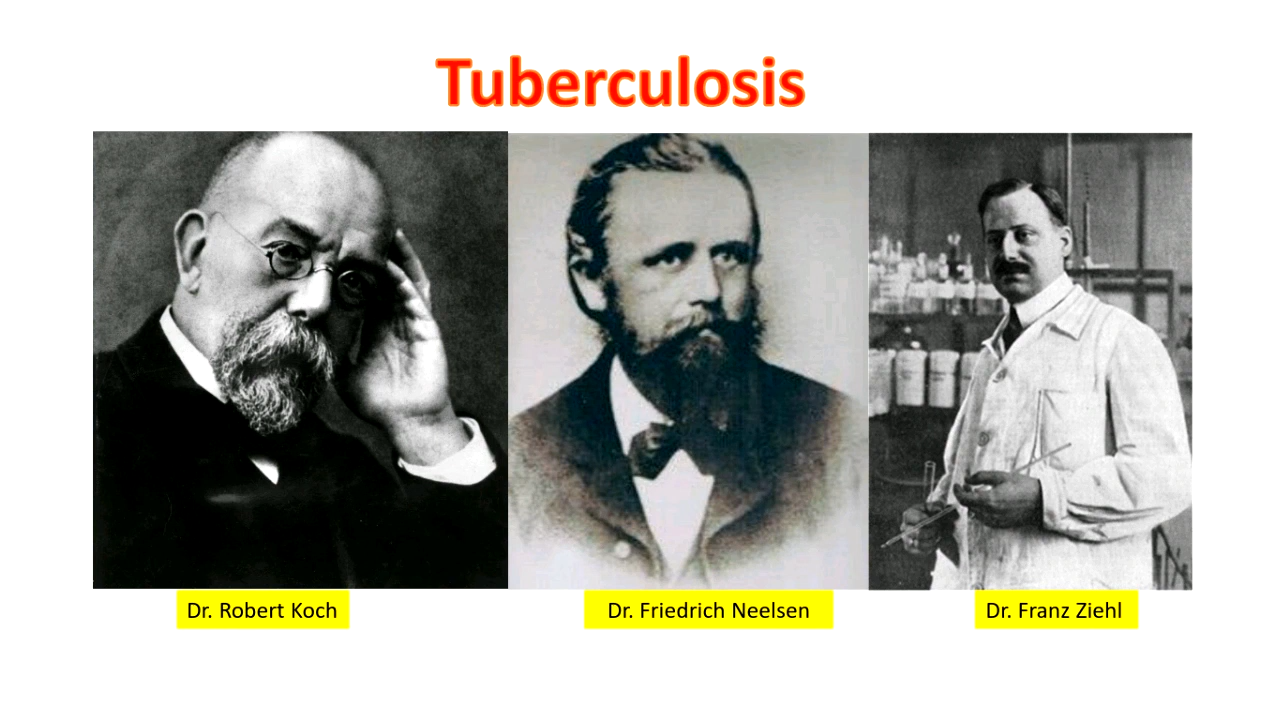 Tuberculosis
Dr. Robert Koch
Dr. Friedrich Neelsen
Dr. Franz Ziehl